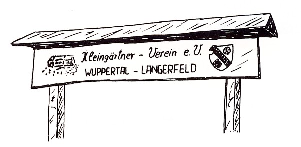 Kleingärtner - Verein e.V.
WUPPERTAL - LANGERFELD